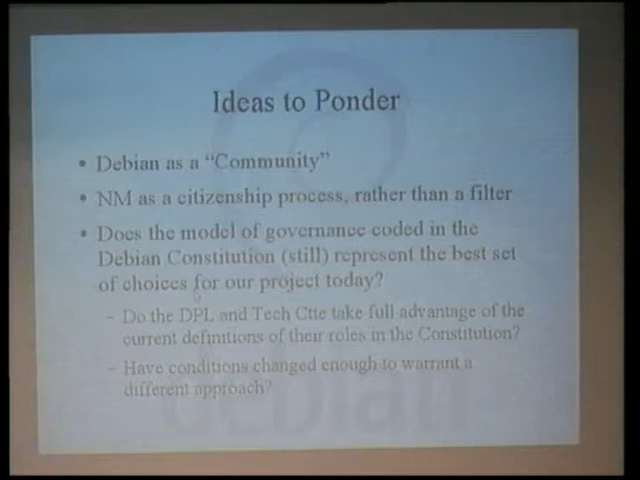 Ideas to Ponder
• Debian as a “Community”
• NM as a citizenship process, rather than a filter
• Does the model of governance coded in the
Debian Constitution (still) represent the best set
of choices for our project today?
– Do the DPL and Tech Ctte take full advantage of the
current definitions of their roles in the Constitution?
– Have conditions changed enough to warrant a
different approach?
debian